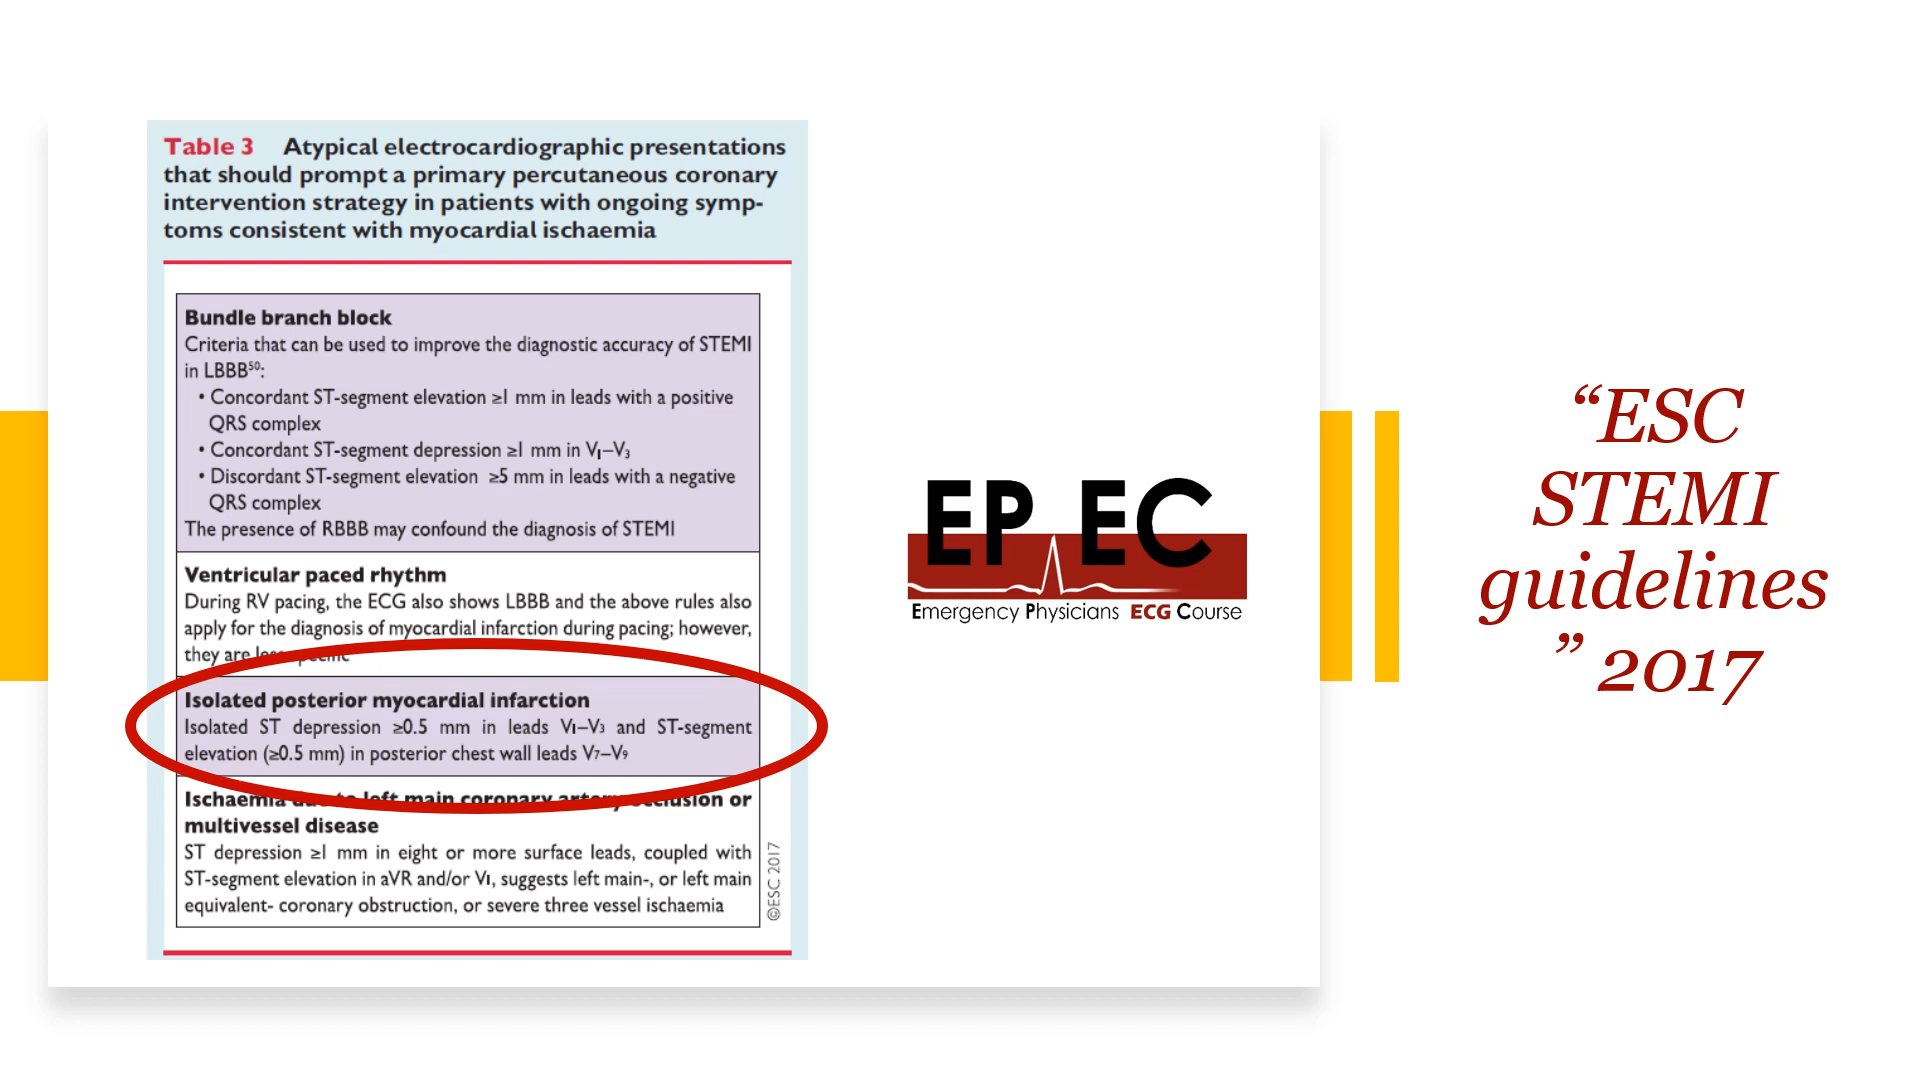 Table 3 Atypical electrocardiographic presentations
that should prompt a primary percutaneous coronary
intervention strategy in patients with ongoing symp-
toms consistent with myocardial ischaemia
Bundle branch block
Criteria that can be used to improve the diagnostic accuracy of STEMI
in LBBB⁵⁰:
• Concordant ST-segment elevation ≥1 mm in leads with a positive
QRS complex
• Concordant ST-segment depression ≥1 mm in V₁–V₃
• Discordant ST-segment elevation ≥5 mm in leads with a negative
QRS complex
The presence of RBBB may confound the diagnosis of STEMI
Ventricular paced rhythm
During RV pacing, the ECG also shows LBBB and the above rules also
apply for the diagnosis of myocardial infarction during pacing; however,
they are less specific
Isolated posterior myocardial infarction
Isolated ST depression ≥0.5 mm in leads V₁–V₃ and ST-segment
elevation (≥0.5 mm) in posterior chest wall leads V₇–V₉
Ischaemia due to left main coronary artery occlusion or
multivessel disease
ST depression ≥1 mm in eight or more surface leads, coupled with
ST-segment elevation in aVR and/or V₁, suggests left main-, or left main
equivalent- coronary obstruction, or severe three vessel ischaemia
©ESC 2017
EP EC
Emergency Physicians ECG Course
“ESC
STEMI
guidelines
” 2017